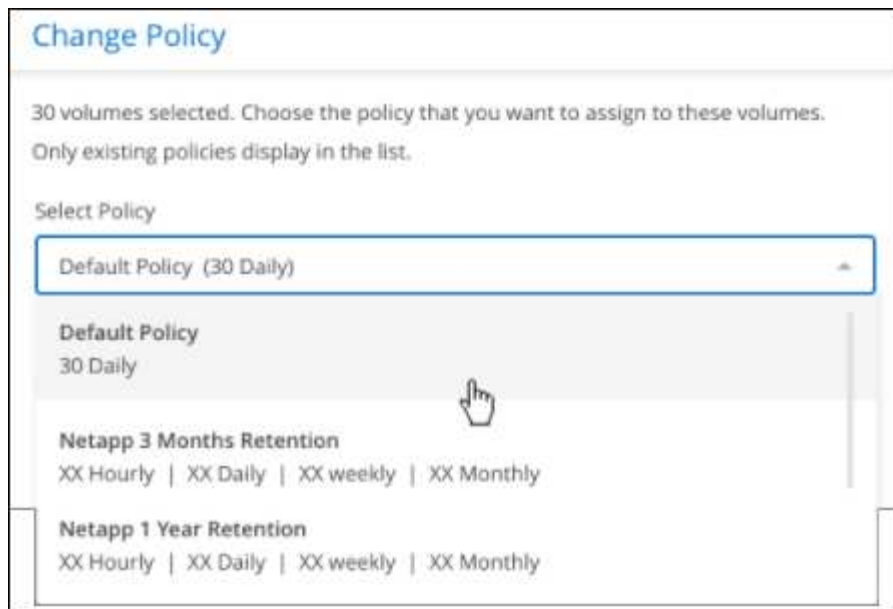 Change Policy
30 volumes selected. Choose the policy that you want to assign to these volumes.
Only existing policies display in the list.
Select Policy
Default Policy (30 Daily)
Default Policy
30 Daily
Netapp 3 Months Retention
XX Hourly | XX Daily | XX weekly | XX Monthly
Netapp 1 Year Retention
XX Hourly | XX Daily | XX weekly | XX Monthly